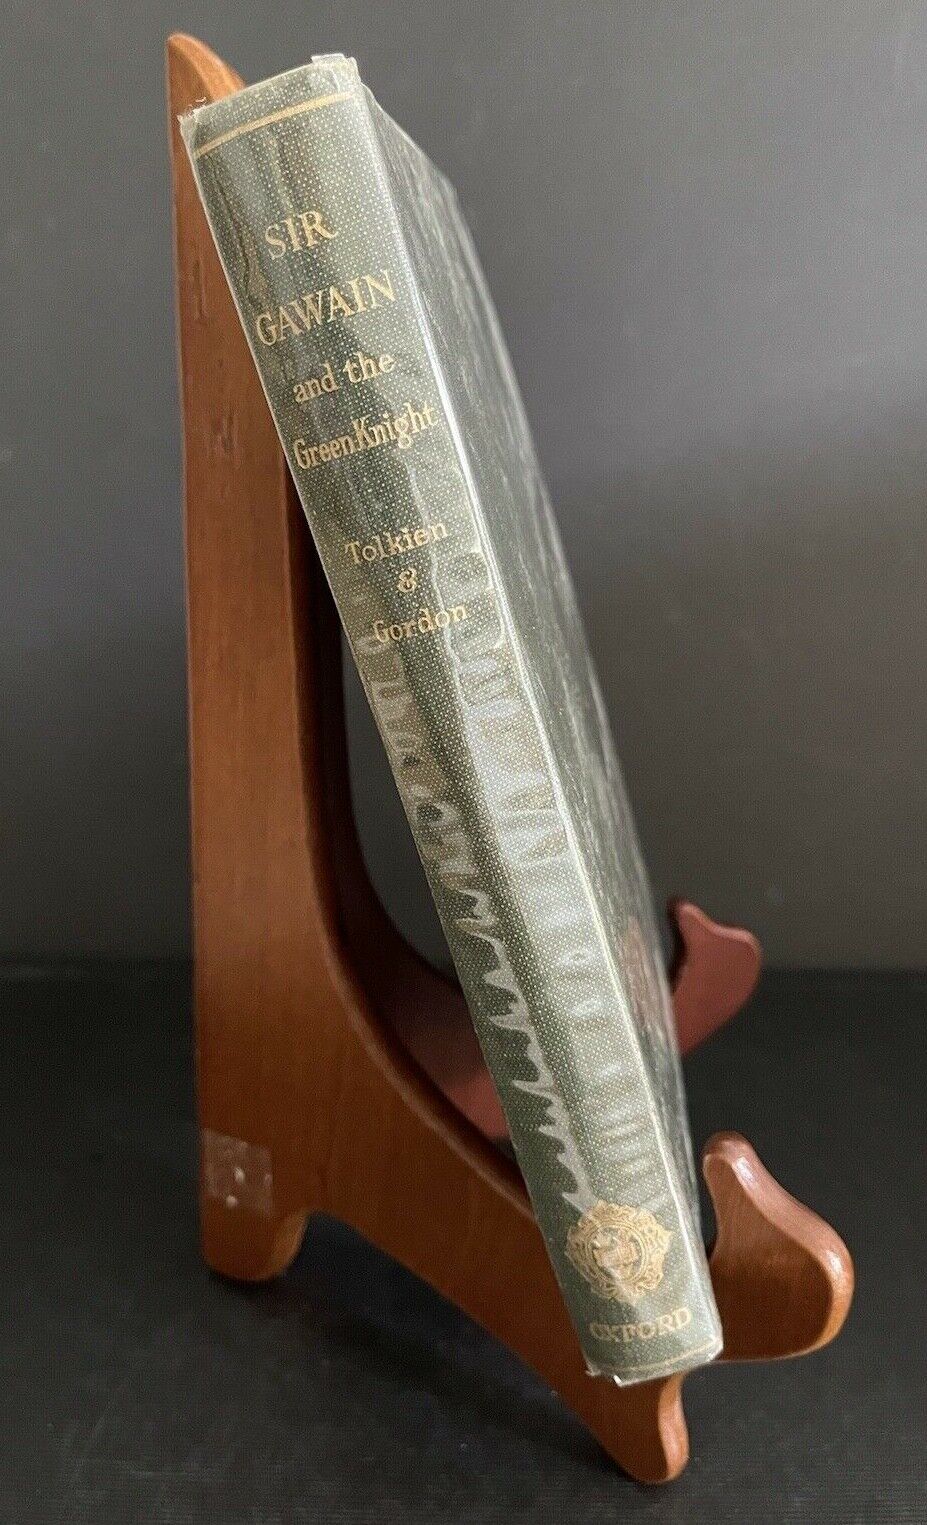 SIR
GAWAIN
and the
GreenKnight
Tolkien
&
Gordon
OXFORD